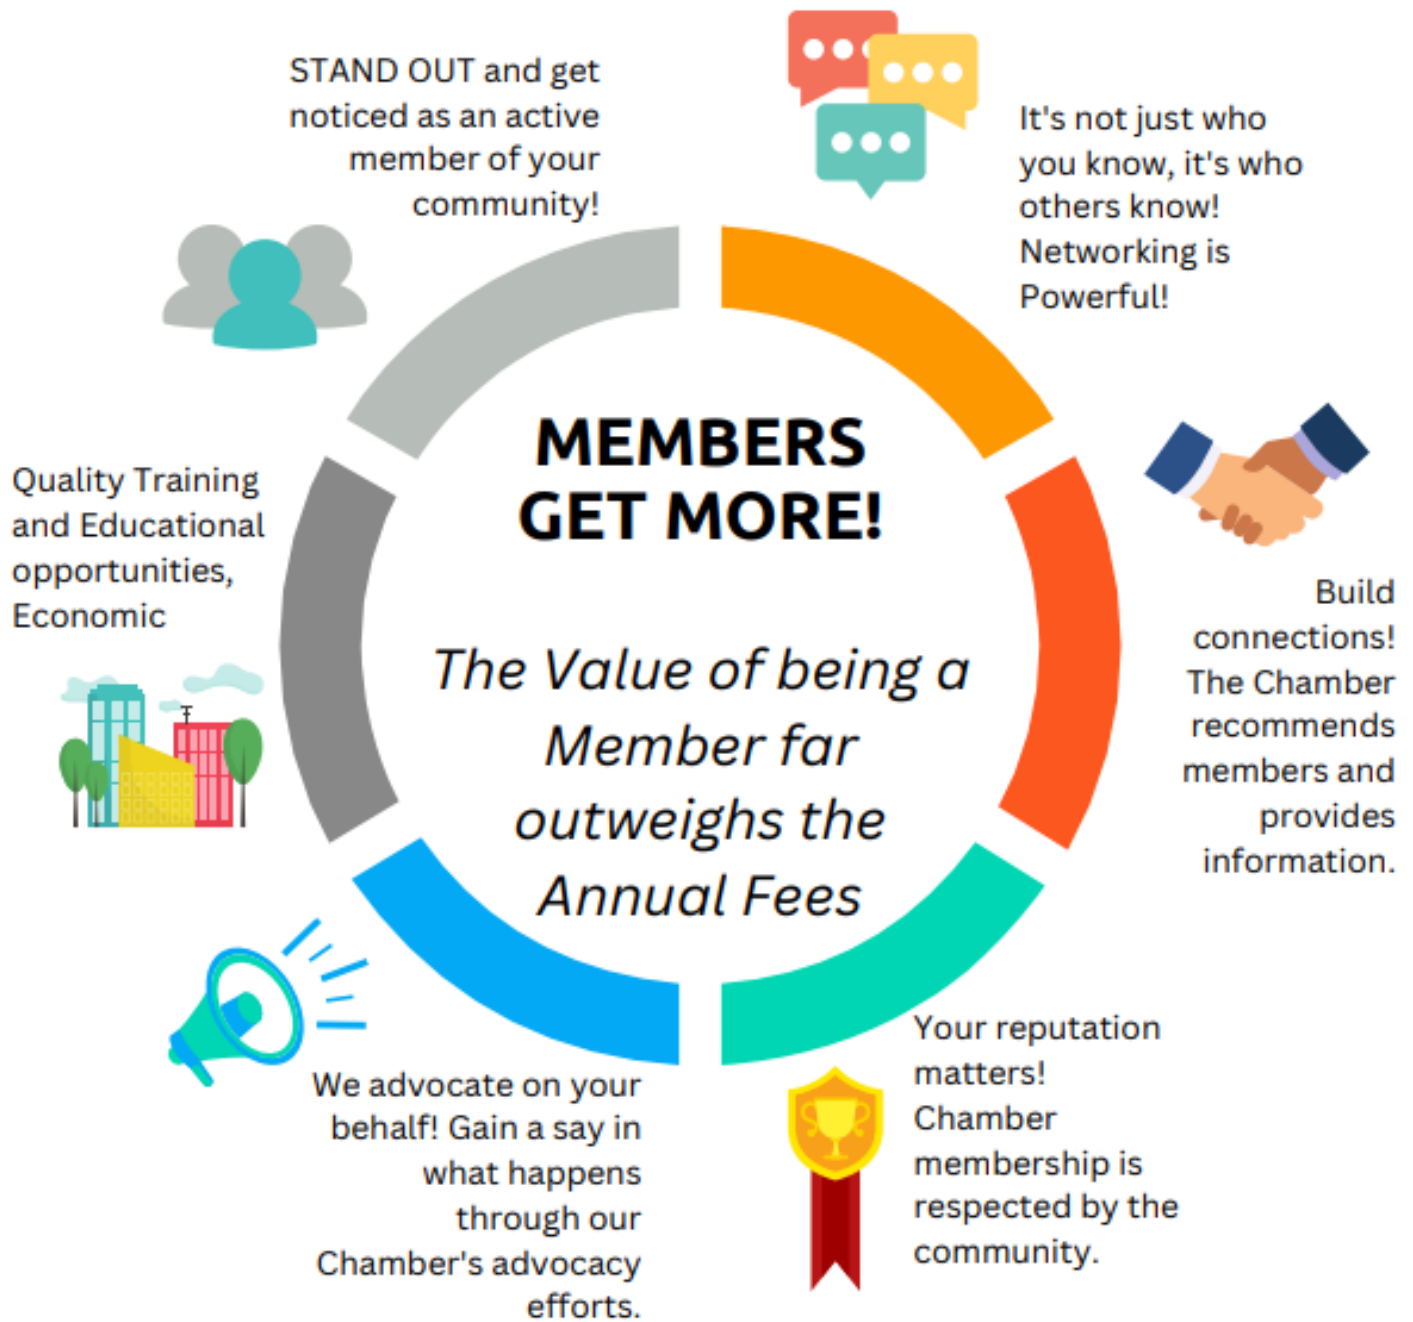 STAND OUT and get
noticed as an active
member of your
community!
It's not just who
you know, it's who
others know!
Networking is
Powerful!
MEMBERS
GET MORE!
The Value of being a
Member far
outweighs the
Annual Fees
Quality Training
and Educational
opportunities,
Economic
Build
connections!
The Chamber
recommends
members and
provides
information.
We advocate on your
behalf! Gain a say in
what happens
through our
Chamber's advocacy
efforts.
Your reputation
matters!
Chamber
membership is
respected by the
community.